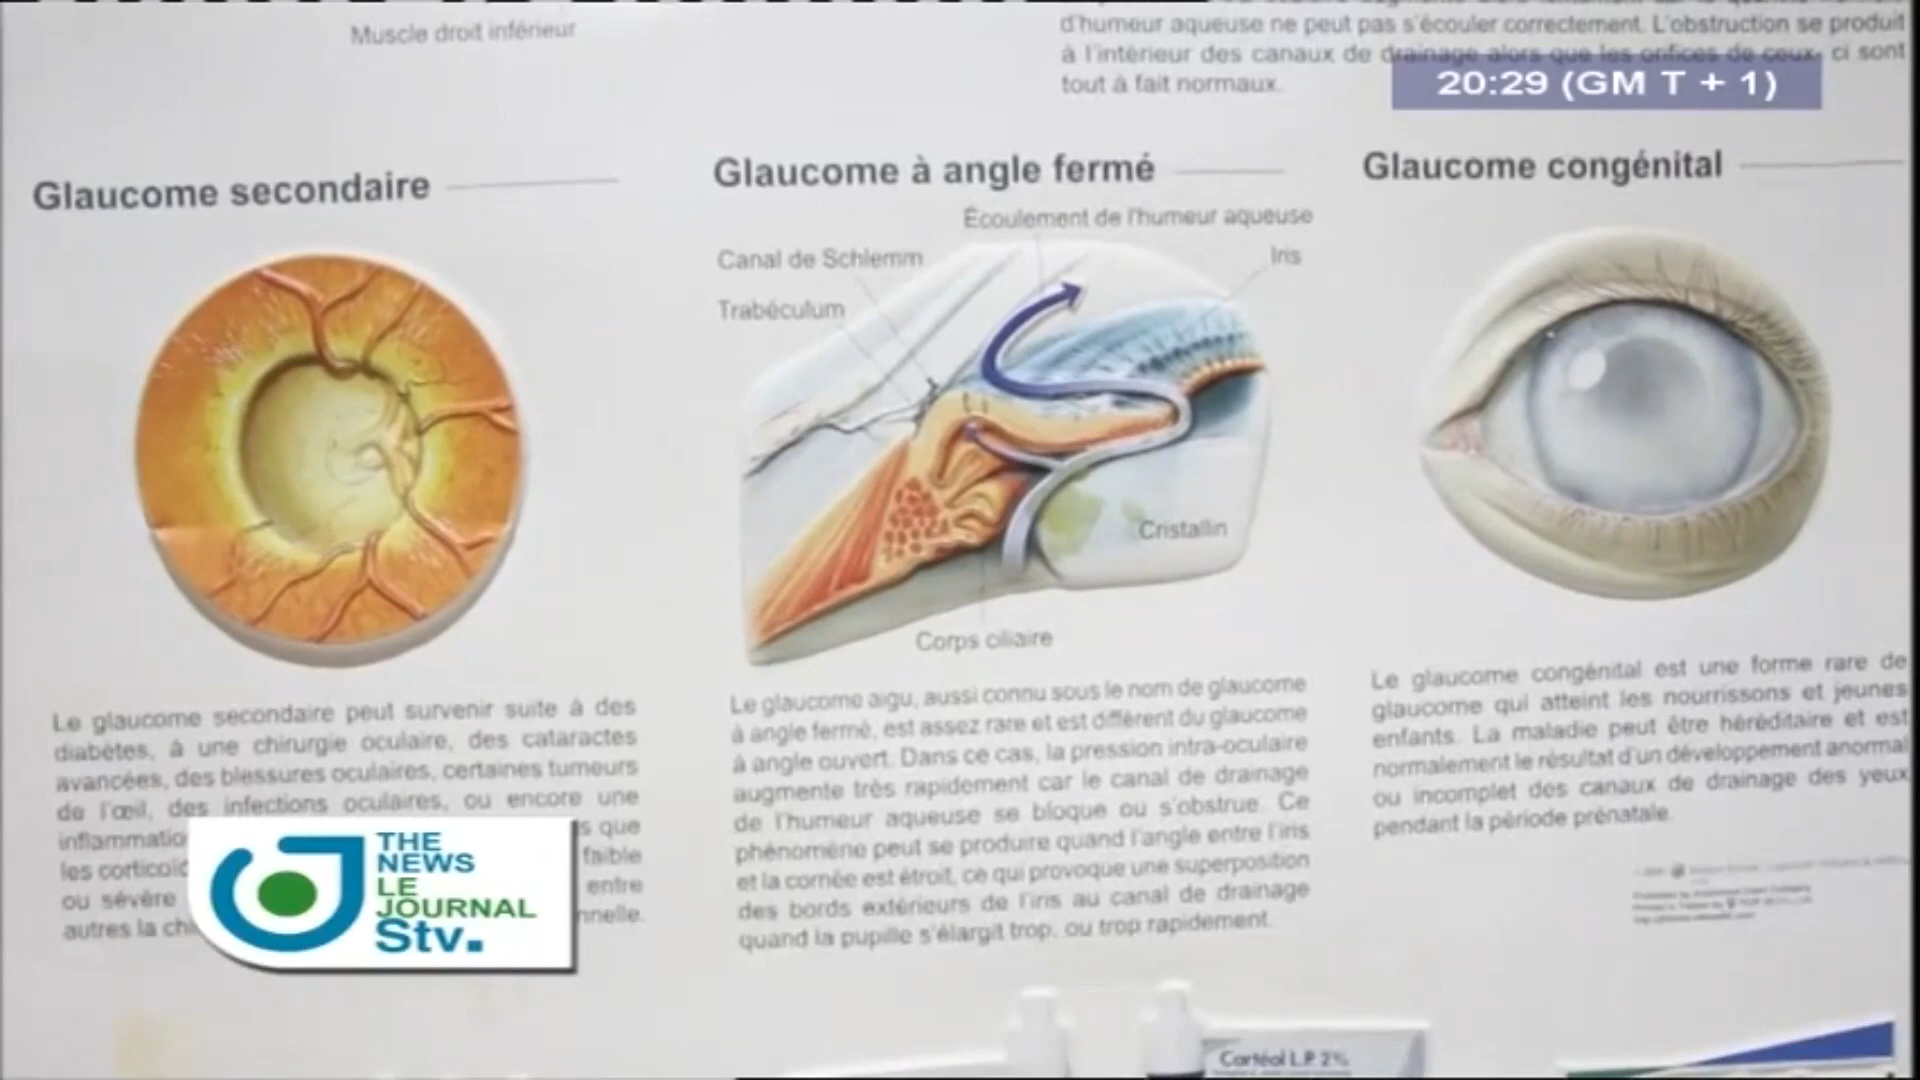 Muscle droit inférieur
d'humeur aqueuse ne peut pas s'écouler correctement. L'obstruction se produit
à l'intérieur des canaux de drainage alors que les orifices de ceux- ci sont
tout à fait normaux.
20:29 (GM T + 1)
Glaucome secondaire
Glaucome à angle fermé
Glaucome congénital
Écoulement de l'humeur aqueuse
Canal de Schlemm
Iris
Trabéculum
Cristallin
Corps ciliaire
Le glaucome secondaire peut survenir suite à des
diabètes, à une chirurgie oculaire, des cataractes
avancées, des blessures oculaires, certaines tumeurs
de l'œil, des infections oculaires, ou encore une
inflammatio
s que
les corticoïd
faible
ou sévère
entre
autres la chi
nnelle.
Le glaucome aigu, aussi connu sous le nom de glaucome
à angle fermé, est assez rare et est différent du glaucome
à angle ouvert. Dans ce cas, la pression intra-oculaire
augmente très rapidement car le canal de drainage
de l'humeur aqueuse se bloque ou s'obstrue. Ce
phénomène peut se produire quand l'angle entre l'iris
et la cornée est étroit, ce qui provoque une superposition
des bords extérieurs de l'iris au canal de drainage
quand la pupille s'élargit trop, ou trop rapidement.
Le glaucome congénital est une forme rare de
glaucome qui atteint les nourrissons et jeunes
enfants. La maladie peut être héréditaire et est
normalement le résultat d'un développement anormal
ou incomplet des canaux de drainage des yeux
pendant la période prénatale.
THE
NEWS
LE
JOURNAL
Stv.
Cartéol L.P. 2%